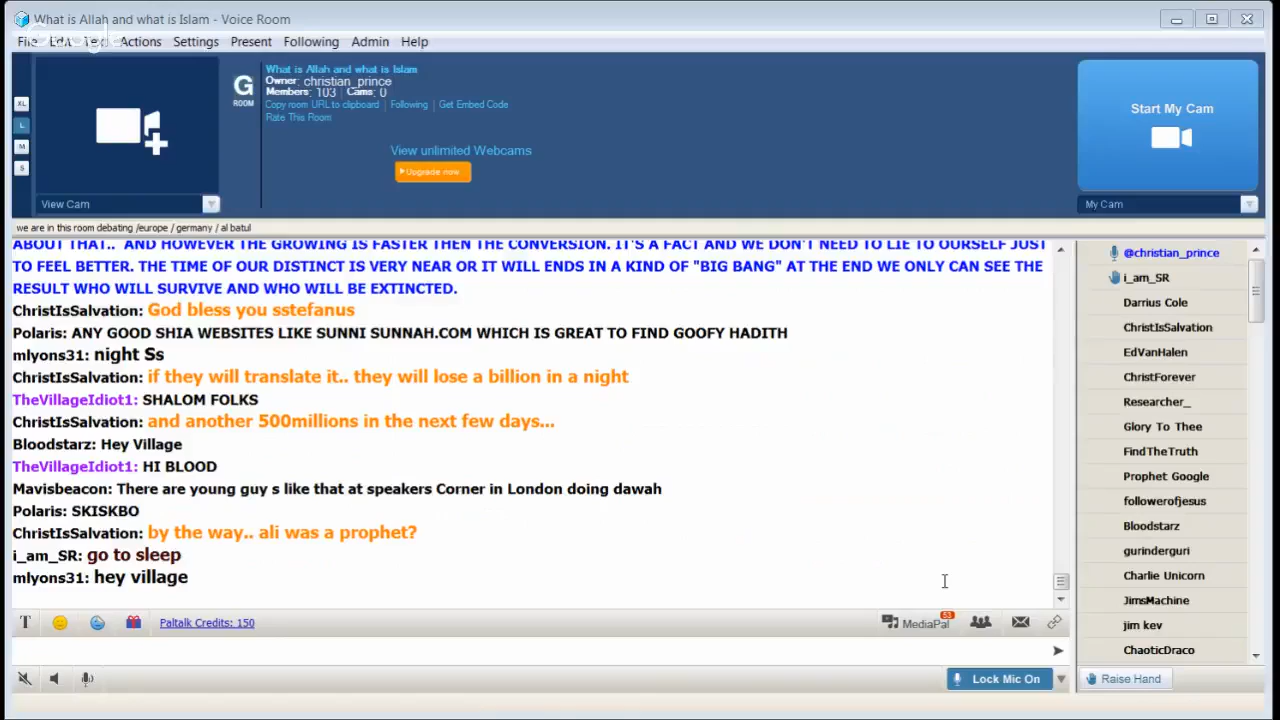 What is Allah and what is Islam - Voice Room
Google
File Edit Text Actions Settings Present Following Admin Help
XL
L
M
S
G
ROOM
What is Allah and what is Islam
Owner: christian_prince
Members: 103 Cams: 0
Copy room URL to clipboard Following Get Embed Code
Rate This Room
View unlimited Webcams
Upgrade now
Start My Cam
View Cam
My Cam
we are in this room debating /europe / germany / al batul
ABOUT THAT.. AND HOWEVER THE GROWING IS FASTER THEN THE CONVERSION. IT'S A FACT AND WE DON'T NEED TO LIE TO OURSELF JUST
TO FEEL BETTER. THE TIME OF OUR DISTINCT IS VERY NEAR OR IT WILL ENDS IN A KIND OF "BIG BANG" AT THE END WE ONLY CAN SEE THE
RESULT WHO WILL SURVIVE AND WHO WILL BE EXTINCTED.
ChristIsSalvation: God bless you sstefanus
Polaris: ANY GOOD SHIA WEBSITES LIKE SUNNI SUNNAH.COM WHICH IS GREAT TO FIND GOOFY HADITH
mlyons31: night Ss
ChristIsSalvation: if they will translate it.. they will lose a billion in a night
TheVillageIdiot1: SHALOM FOLKS
ChristIsSalvation: and another 500millions in the next few days...
Bloodstarz: Hey Village
TheVillageIdiot1: HI BLOOD
Mavisbeacon: There are young guy s like that at speakers Corner in London doing dawah
Polaris: SKISKBO
ChristIsSalvation: by the way.. ali was a prophet?
i_am_SR: go to sleep
mlyons31: hey village
@christian_prince
i_am_SR
Darrius Cole
ChristIsSalvation
EdVanHalen
ChristForever
Researcher_
Glory To Thee
FindTheTruth
Prophet Google
followerofjesus
Bloodstarz
gurinderguri
Charlie Unicorn
JimsMachine
jim kev
ChaoticDraco
T
Paltalk Credits: 150
MediaPal
53
Lock Mic On
Raise Hand